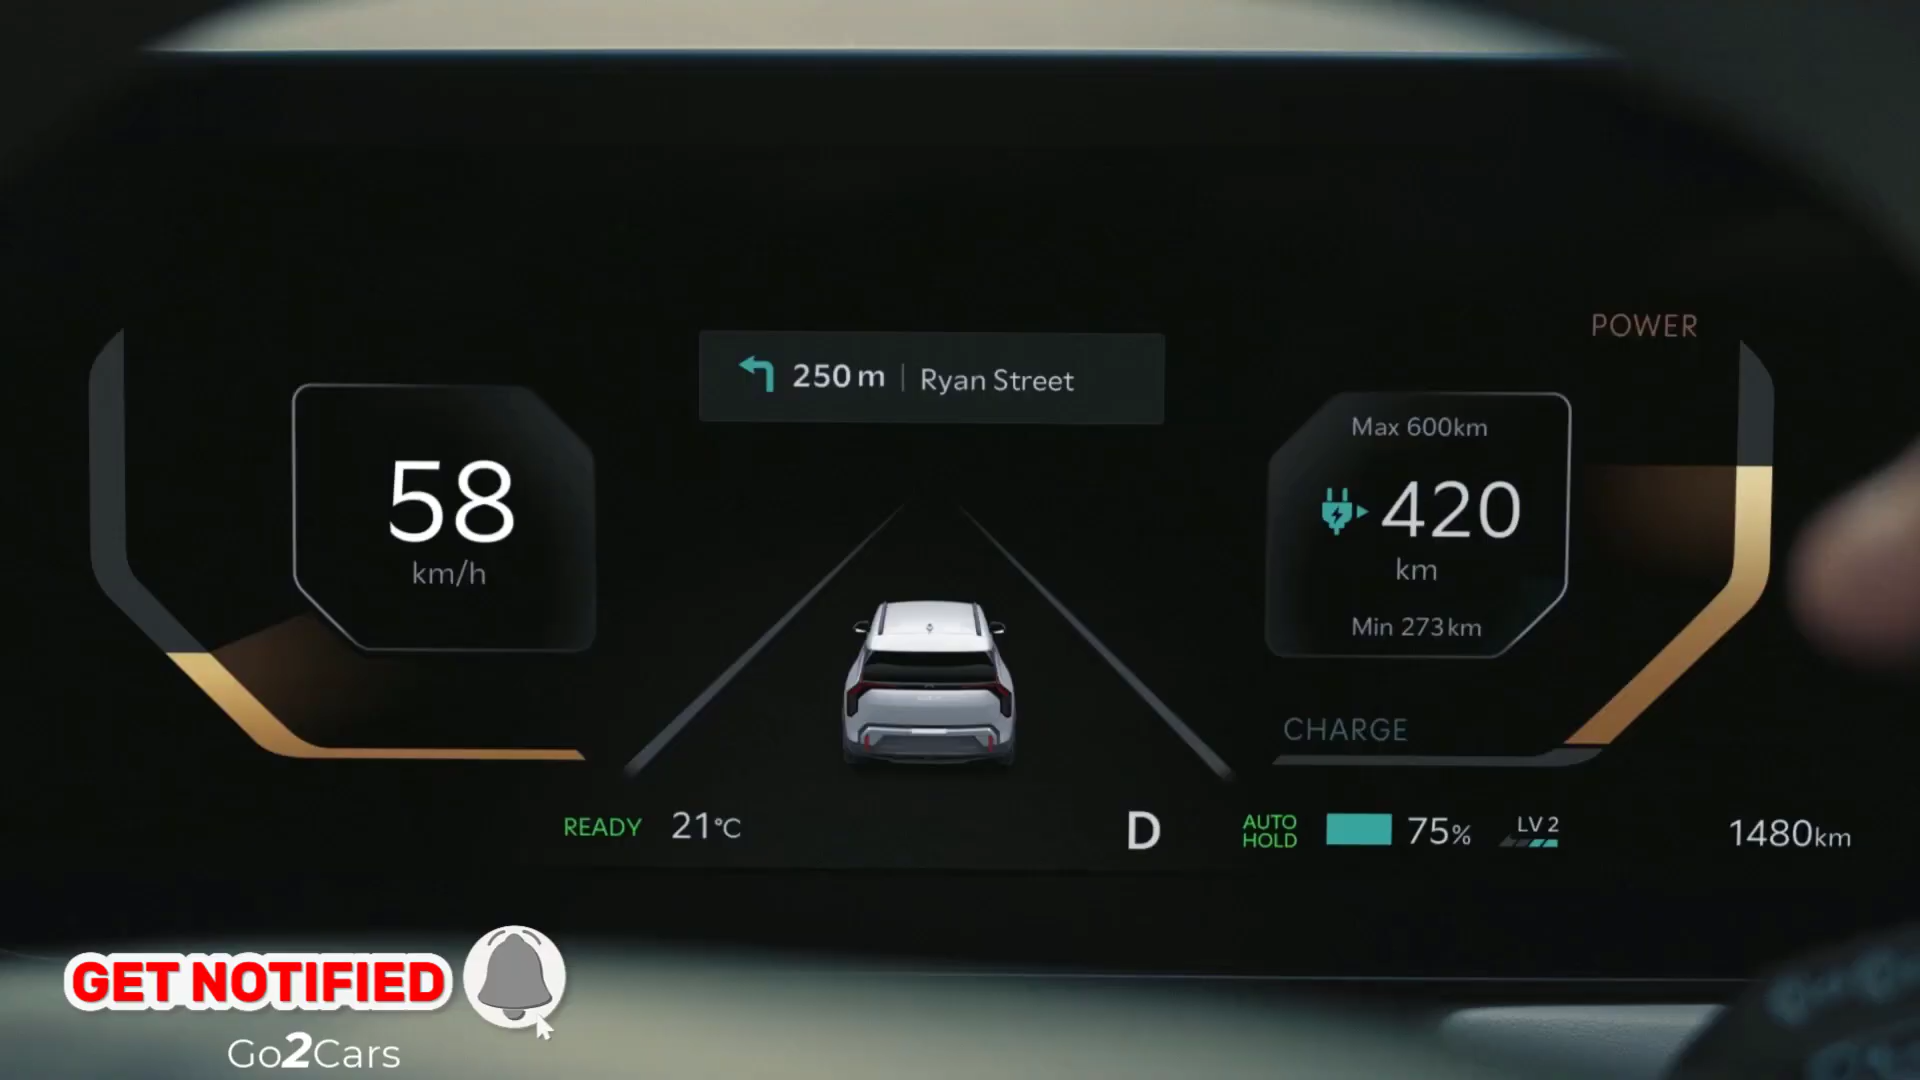 POWER
250 m | Ryan Street
58
km/h
Max 600km
420
km
Min 273km
CHARGE
READY 21°C D AUTO HOLD 75% LV 2 1480km
GET NOTIFIED
Go2Cars